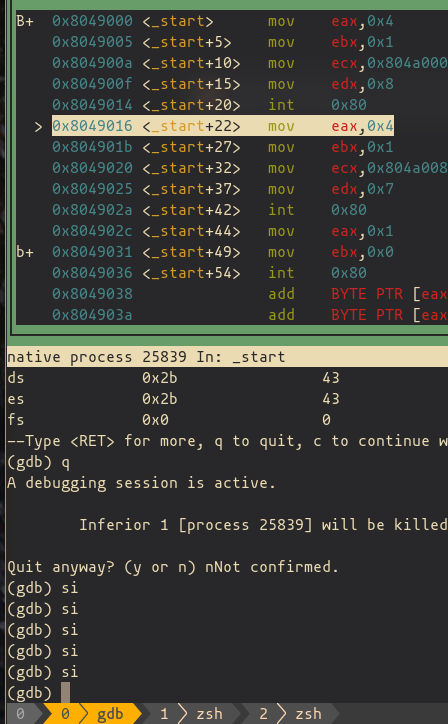 B+ 0x8049000 <_start> mov eax,0x4
0x8049005 <_start+5> mov ebx,0x1
0x804900a <_start+10> mov ecx,0x804a000
0x804900f <_start+15> mov edx,0x8
0x8049014 <_start+20> int 0x80
> 0x8049016 <_start+22> mov eax,0x4
0x804901b <_start+27> mov ebx,0x1
0x8049020 <_start+32> mov ecx,0x804a008
0x8049025 <_start+37> mov edx,0x7
0x804902a <_start+42> int 0x80
0x804902c <_start+44> mov eax,0x1
b+ 0x8049031 <_start+49> mov ebx,0x0
0x8049036 <_start+54> int 0x80
0x8049038 add BYTE PTR [eax
0x804903a add BYTE PTR [eax
native process 25839 In: _start
ds 0x2b 43
es 0x2b 43
fs 0x0 0
--Type <RET> for more, q to quit, c to continue w
(gdb) q
A debugging session is active.
Inferior 1 [process 25839] will be killed
Quit anyway? (y or n) nNot confirmed.
(gdb) si
(gdb) si
(gdb) si
(gdb) si
(gdb) si
(gdb)
0 0 gdb 1 zsh 2 zsh